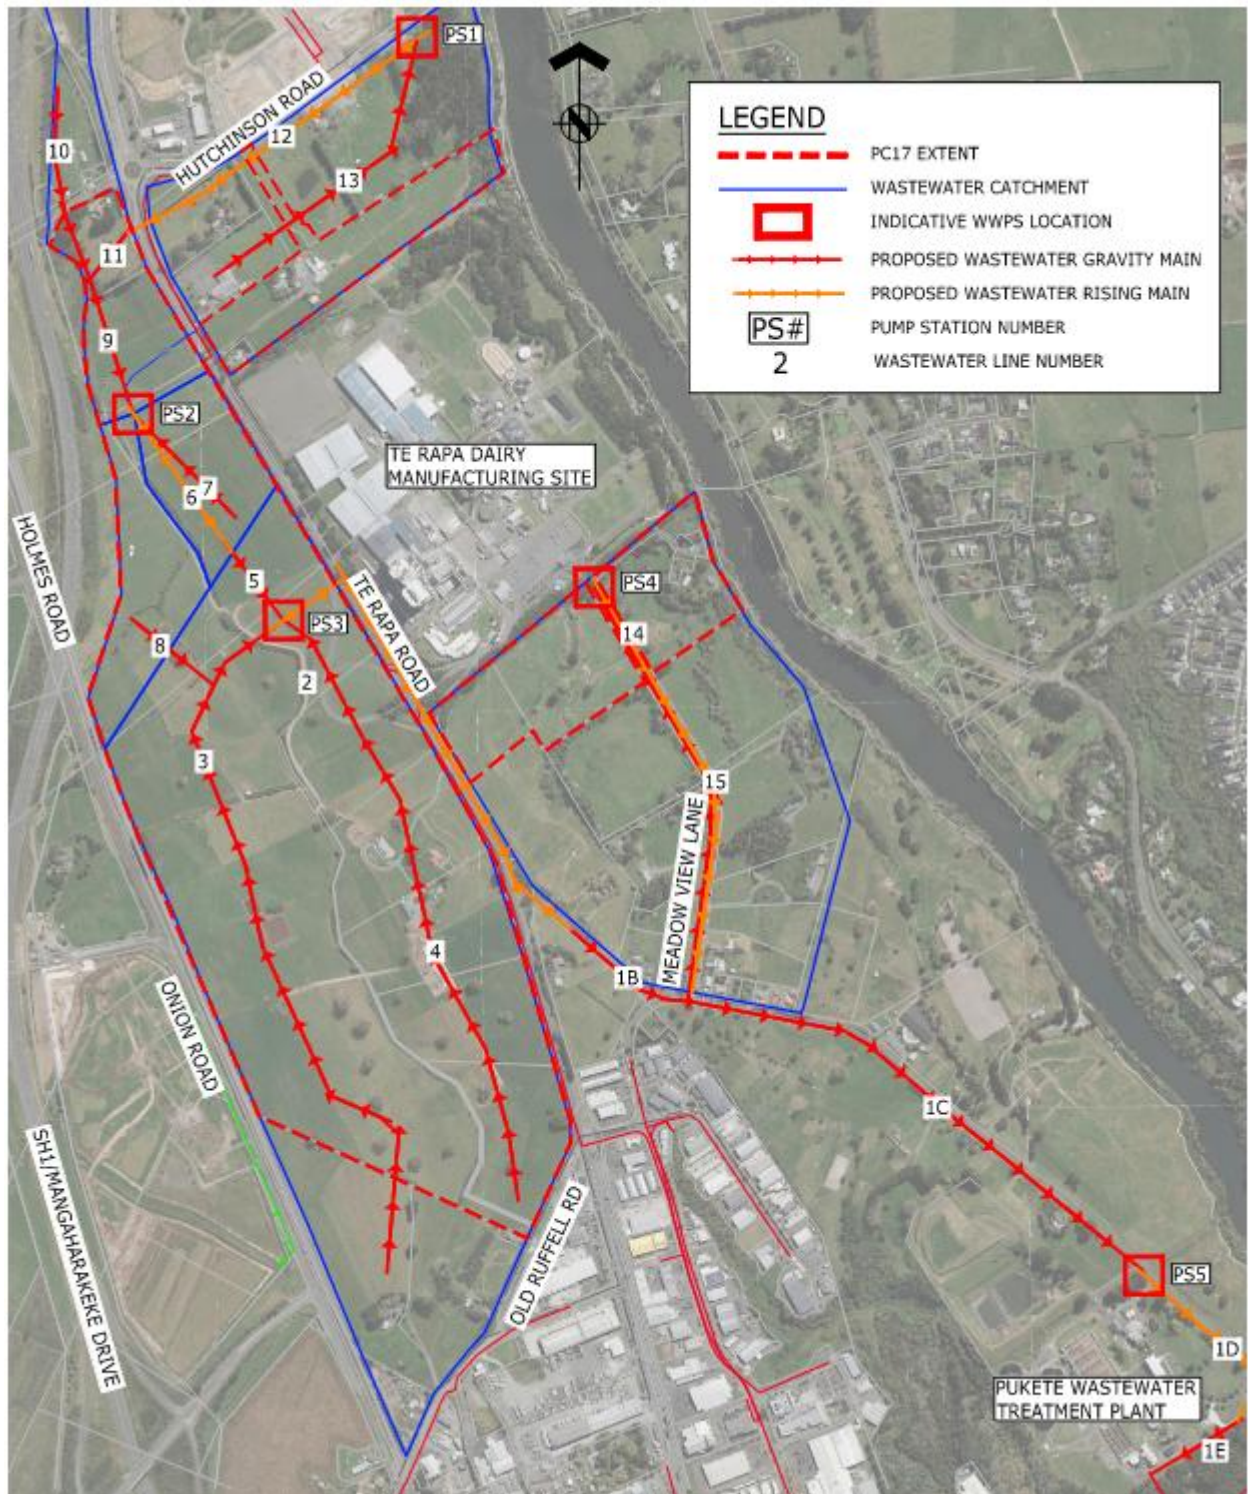 PS1
HUTCHINSON ROAD
12
10
13
11
9
PS2
7
6
5
PS3
8
2
3
4
LEGEND
PC17 EXTENT
WASTEWATER CATCHMENT
INDICATIVE WWPS LOCATION
PROPOSED WASTEWATER GRAVITY MAIN
PROPOSED WASTEWATER RISING MAIN
PS# PUMP STATION NUMBER
2 WASTEWATER LINE NUMBER
TE RAPA DAIRY
MANUFACTURING SITE
HOLMES ROAD
TE RAPA ROAD
PS4
14
15
MEADOW VIEW LANE
1B
1C
ONION ROAD
SH1/MANGAHARAKEKE DRIVE
OLD RUFFELL RD
PS5
1D
PUKETE WASTEWATER
TREATMENT PLANT
1E